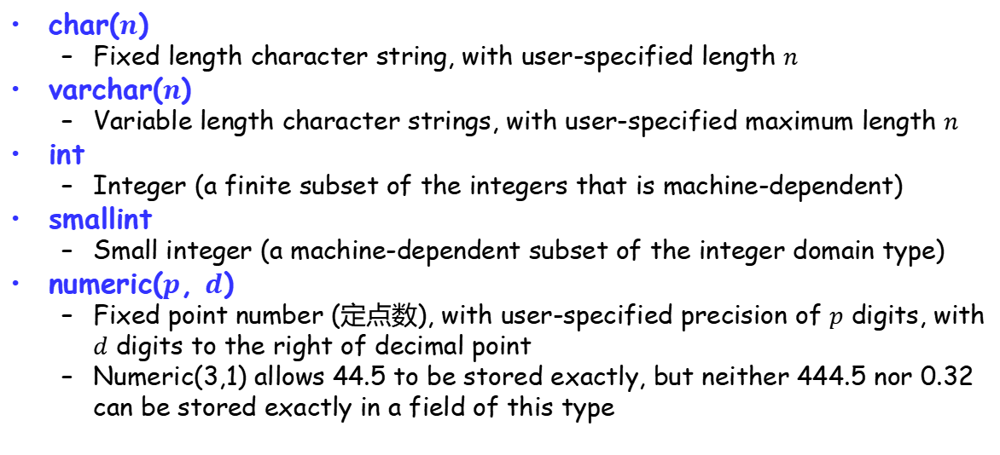 • char(n)
– Fixed length character string, with user-specified length n
• varchar(n)
– Variable length character strings, with user-specified maximum length n
• int
– Integer (a finite subset of the integers that is machine-dependent)
• smallint
– Small integer (a machine-dependent subset of the integer domain type)
• numeric(p, d)
– Fixed point number (定点数), with user-specified precision of p digits, with
d digits to the right of decimal point
– Numeric(3,1) allows 44.5 to be stored exactly, but neither 444.5 nor 0.32
can be stored exactly in a field of this type